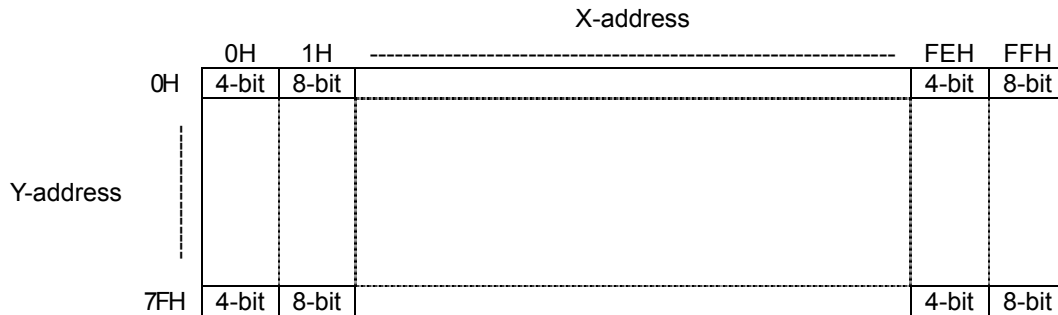 X-address
0H 1H FEH FFH
0H 4-bit 8-bit 4-bit 8-bit
Y-address
7FH 4-bit 8-bit 4-bit 8-bit